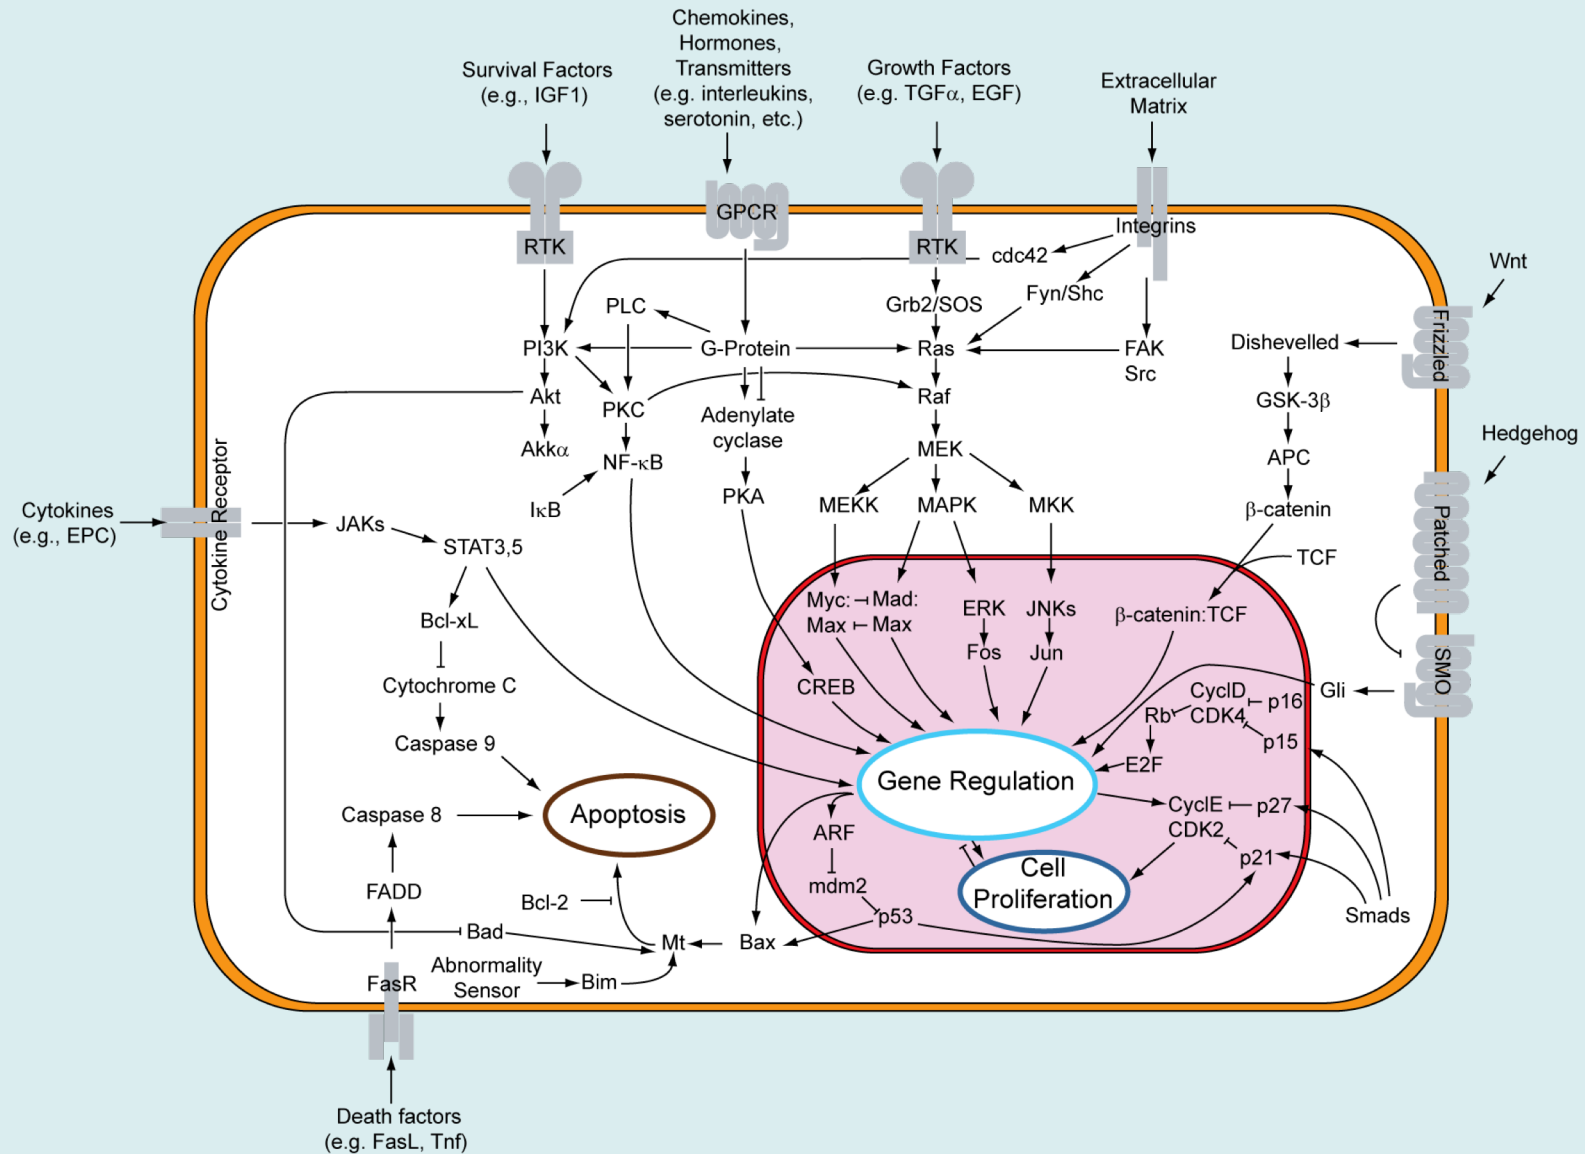 Chemokines,
Hormones,
Transmitters
(e.g. interleukins,
serotonin, etc.)
Survival Factors
(e.g., IGF1)
Growth Factors
(e.g. TGFα, EGF)
Extracellular
Matrix
RTK
GPCR
RTK
Integrins
cdc42
Wnt
Fyn/Shc
PLC
Grb2/SOS
Frizzled
Dishevelled
PI3K
G-Protein
Ras
FAK
Src
Akt
PKC
Adenylate
cyclase
Raf
GSK-3β
Hedgehog
Akkα
NF-κB
MEK
APC
PKA
IκB
MEKK
MAPK
MKK
β-catenin
Patched
Cytokines
(e.g., EPC)
Cytokine Receptor
JAKs
STAT3,5
TCF
Myc:
Mad:
Max
Max
ERK
JNKs
β-catenin:TCF
Bcl-xL
Fos
Jun
SMO
Cytochrome C
CREB
Gli
CyclD
CDK4
p16
Rb
p15
Caspase 9
E2F
Gene Regulation
CyclE
CDK2
p27
Caspase 8
Apoptosis
ARF
p21
Cell
Proliferation
FADD
mdm2
Bcl-2
p53
Smads
Bad
Mt
Bax
Abnormality
Sensor
Bim
FasR
Death factors
(e.g. FasL, Tnf)